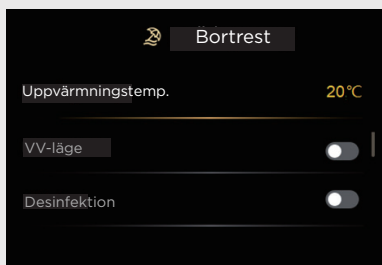 Bortrest
Uppvärmningstemp. 20℃
VV-läge
Desinfektion